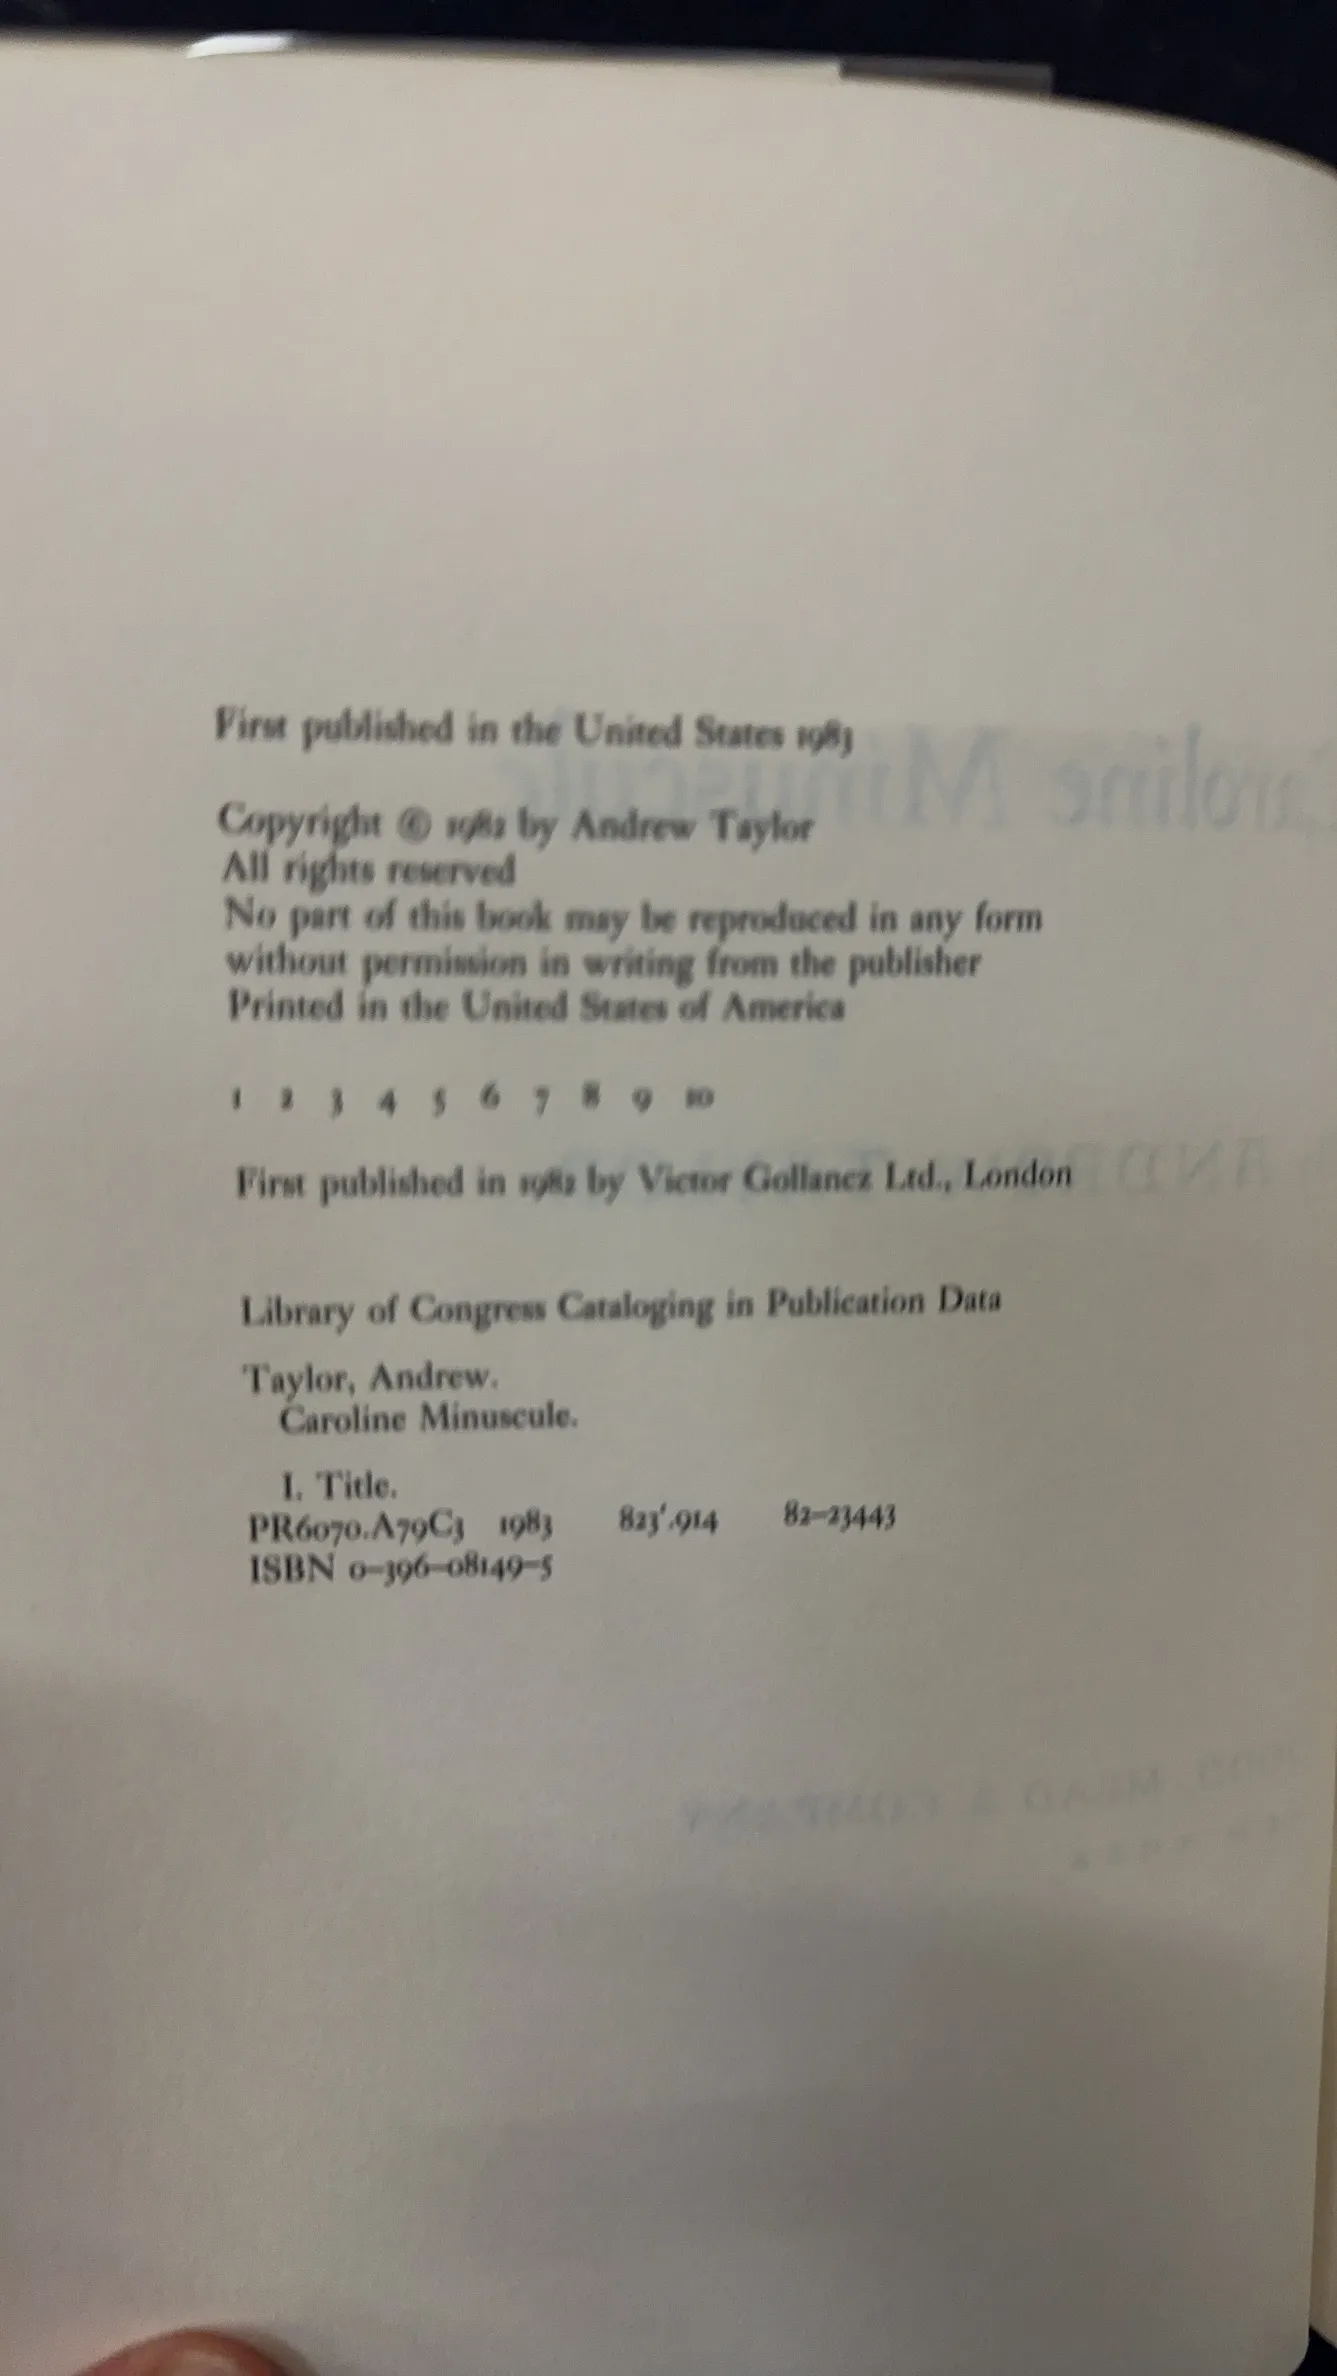 First published in the United States 1983
Copyright © 1982 by Andrew Taylor
All rights reserved
No part of this book may be reproduced in any form
without permission in writing from the publisher
Printed in the United States of America
1 2 3 4 5 6 7 8 9 10
First published in 1982 by Victor Gollancz Ltd., London
Library of Congress Cataloging in Publication Data
Taylor, Andrew.
Caroline Minuscule.
I. Title.
PR6070.A79C3 1983 823'.914 82-23443
ISBN 0-396-08149-5